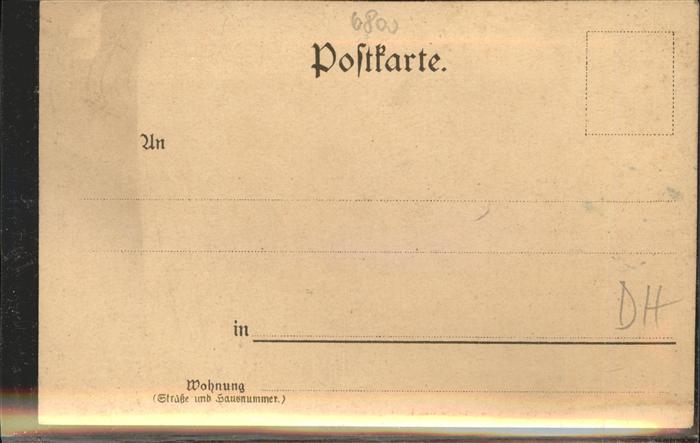 6800
Postkarte.
An
DH
in
Wohnung
(Straße und Hausnummer.)